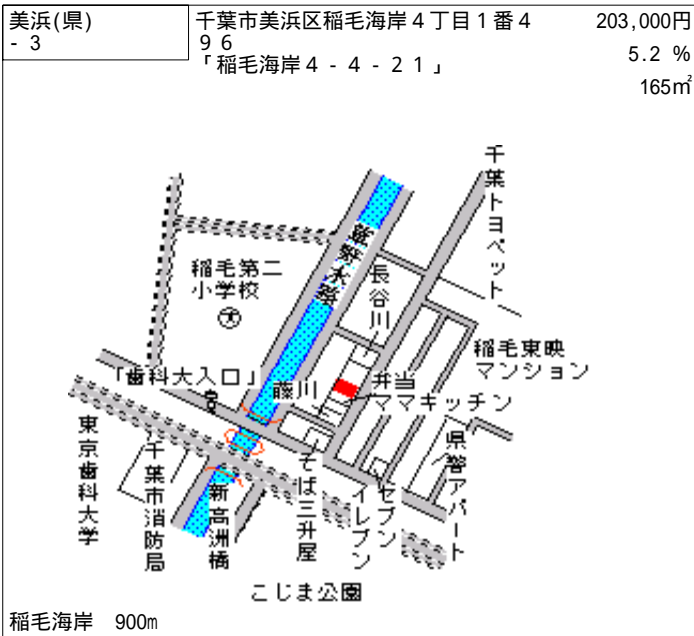 美浜(県)
- 3
千葉市美浜区稲毛海岸４丁目１番４
９６
「稲毛海岸４－４－２１」
203,000円
5.2 %
165㎡
千葉トヨペット
草野水路
長谷川
稲毛第二
小学校
稲毛東映
マンション
「歯科大入口」
藤川
弁当
ママキッチン
東京歯科大学
千葉市消防局
新高洲橋
そば三升屋
セブン
イレブン
県警アパート
こじま公園
稲毛海岸　900m